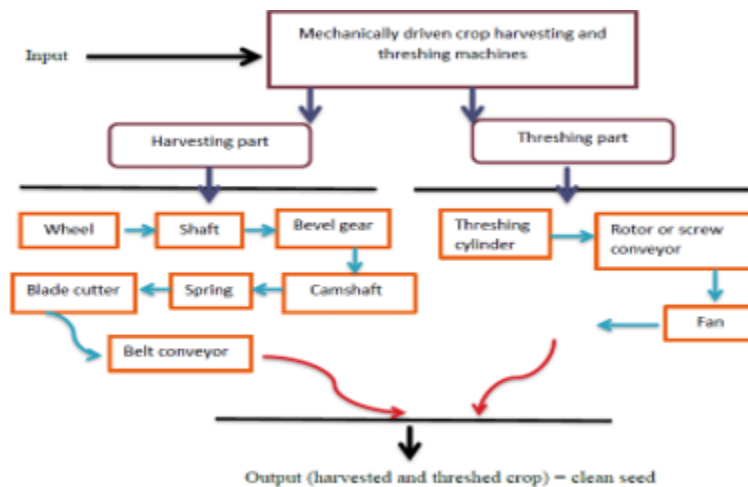 Mechanically driven crop harvesting and
threshing machines
Input
Harvesting part
Threshing part
Wheel
Shaft
Bevel gear
Threshing
cylinder
Rotor or screw
conveyor
Blade cutter
Spring
Camshaft
Fan
Belt conveyor
Output (harvested and threshed crop) = clean seed